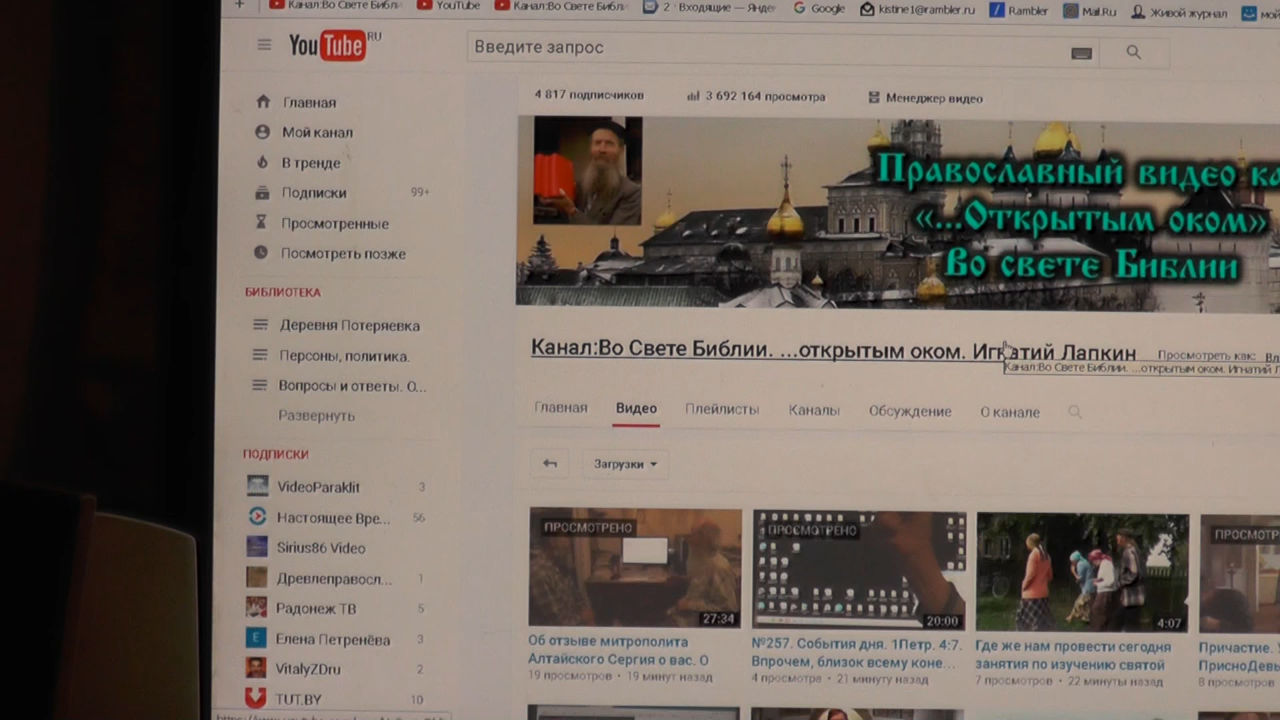 + Канал:Во Свете Библ YouTube Канал:Во Свете Библ 2 · Входящие — Янде Google kistine1@rambler.ru Rambler Mail.Ru Живой журнал мой
YouTube RU
Введите запрос
4 817 подписчиков 3 692 164 просмотра Менеджер видео
Главная
Мой канал
В тренде
Подписки 99+
Просмотренные
Посмотреть позже
БИБЛИОТЕКА
Деревня Потеряевка
Персоны, политика.
Вопросы и ответы. О...
Развернуть
ПОДПИСКИ
VideoParaklit 3
Настоящее Вре... 56
Sirius86 Video
Древлеправосл... 1
Радонеж ТВ 5
Е Елена Петренёва 3
VitalyZDru 2
TUT.BY 10
Православный видео ка
«...Открытым оком»
Во свете Библии
Канал:Во Свете Библии. ...открытым оком. Игнатий Лапкин Просмотреть как: Вл
Канал:Во Свете Библии. ...открытым оком. Игнатий Л
Главная Видео Плейлисты Каналы Обсуждение О канале
Загрузки
ПРОСМОТРЕНО
27:34
Об отзыве митрополита
Алтайского Сергия о вас. О
19 просмотров • 19 минут назад
ПРОСМОТРЕНО
20:00
№257. События дня. 1Петр. 4:7.
Впрочем, близок всему коне...
4 просмотра • 21 минуту назад
4:07
Где же нам провести сегодня
занятия по изучению святой
7 просмотров • 22 минуты назад
ПРОСМОТР
Причастие.
ПрисноДевь
8 просмотров